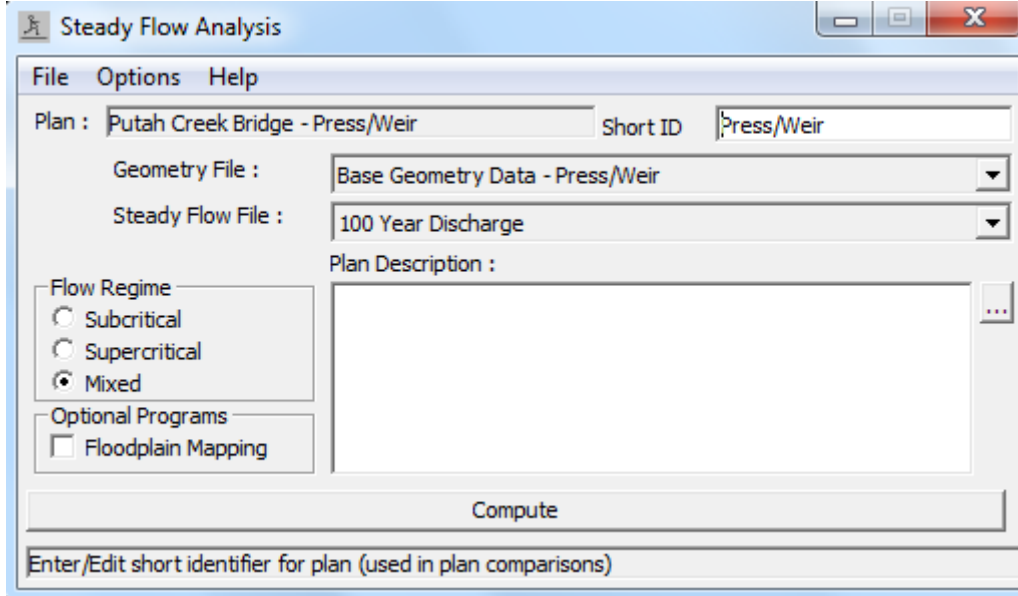 Steady Flow Analysis
File Options Help
Plan : Putah Creek Bridge - Press/Weir Short ID Press/Weir
Geometry File : Base Geometry Data - Press/Weir
Steady Flow File : 100 Year Discharge
Plan Description :
Flow Regime
Subcritical
Supercritical
Mixed
Optional Programs
Floodplain Mapping
...
Compute
Enter/Edit short identifier for plan (used in plan comparisons)